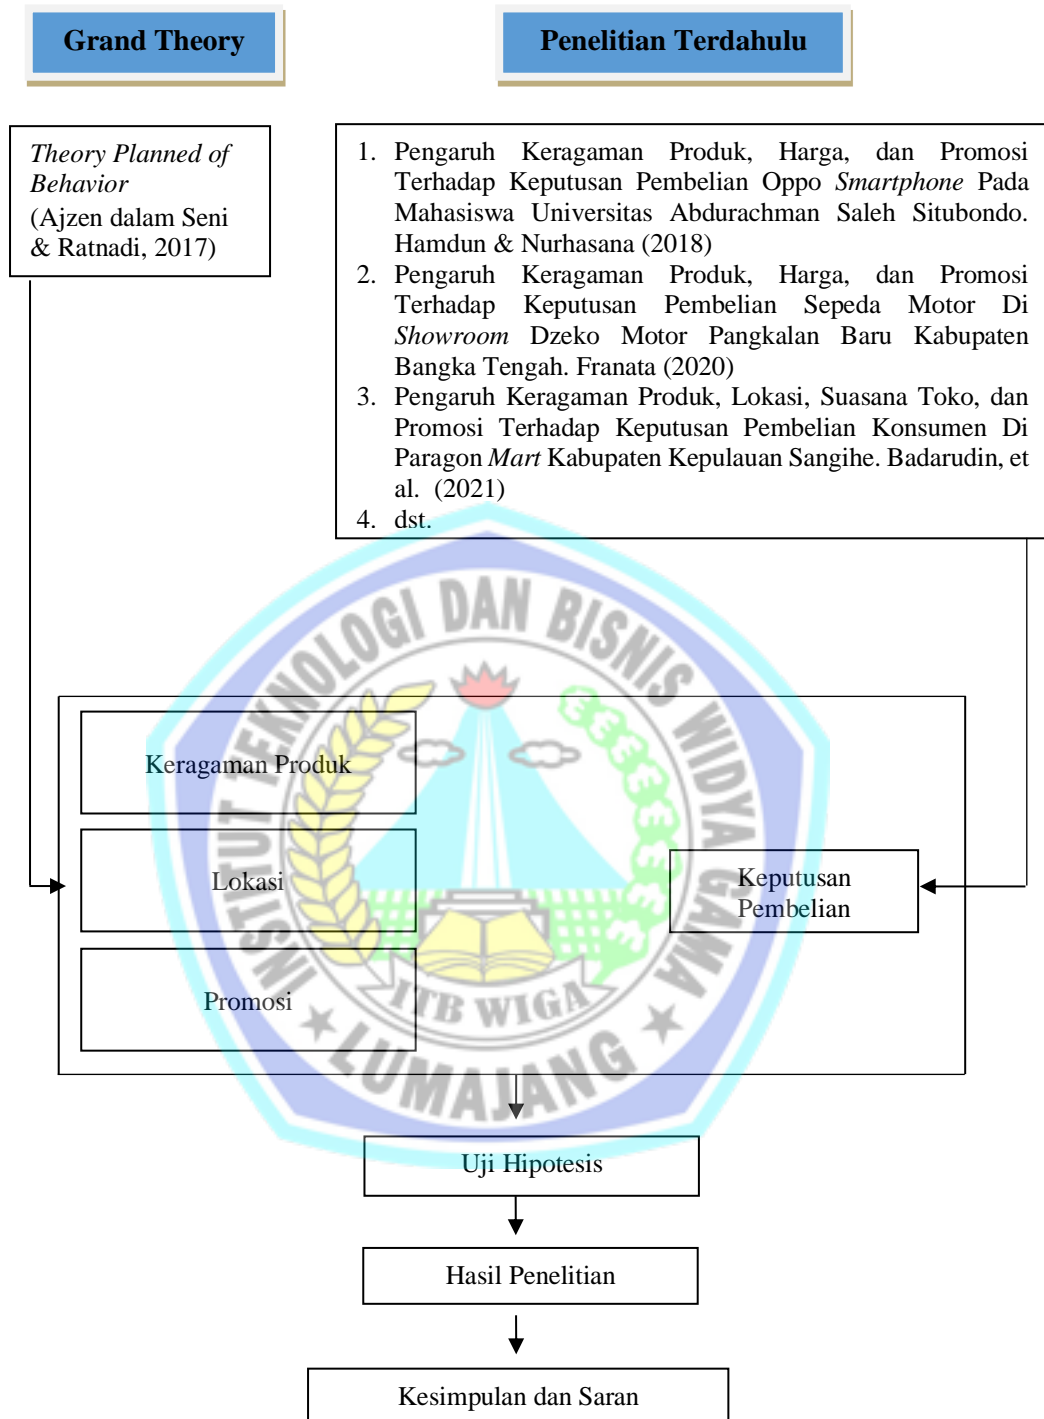 Grand Theory
Penelitian Terdahulu
Theory Planned of
Behavior
(Ajzen dalam Seni
& Ratnadi, 2017)
1. Pengaruh Keragaman Produk, Harga, dan Promosi
Terhadap Keputusan Pembelian Oppo Smartphone Pada
Mahasiswa Universitas Abdurachman Saleh Situbondo.
Hamdun & Nurhasana (2018)
2. Pengaruh Keragaman Produk, Harga, dan Promosi
Terhadap Keputusan Pembelian Sepeda Motor Di
Showroom Dzeko Motor Pangkalan Baru Kabupaten
Bangka Tengah. Franata (2020)
3. Pengaruh Keragaman Produk, Lokasi, Suasana Toko, dan
Promosi Terhadap Keputusan Pembelian Konsumen Di
Paragon Mart Kabupaten Kepulauan Sangihe. Badarudin, et
al. (2021)
4. dst.
INSTITUT TEKNOLOGI DAN BISNIS WIDYA GAMA
Keragaman Produk
Lokasi
Keputusan
Pembelian
Promosi
ITB WIGA
LUMAJANG
Uji Hipotesis
Hasil Penelitian
Kesimpulan dan Saran